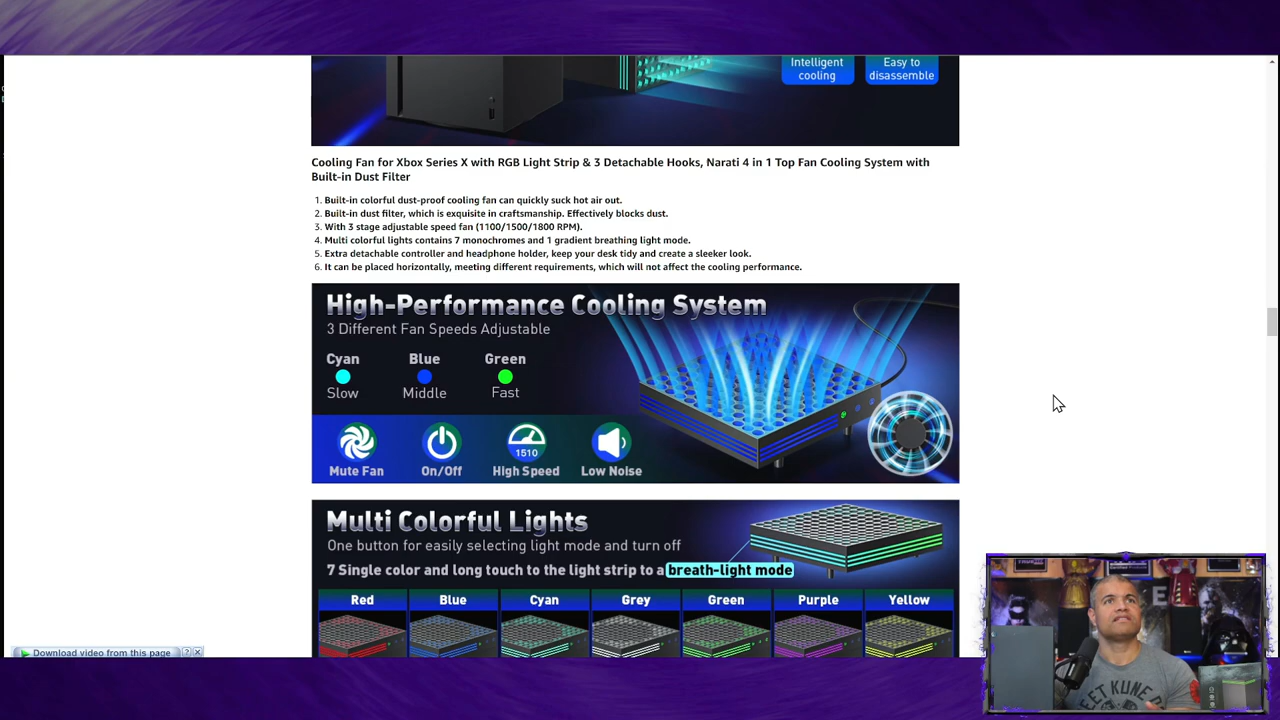 Intelligent
cooling
Easy to
disassemble
Cooling Fan for Xbox Series X with RGB Light Strip & 3 Detachable Hooks, Narati 4 in 1 Top Fan Cooling System with
Built-in Dust Filter
1. Built-in colorful dust-proof cooling fan can quickly suck hot air out.
2. Built-in dust filter, which is exquisite in craftsmanship. Effectively blocks dust.
3. With 3 stage adjustable speed fan (1100/1500/1800 RPM).
4. Multi colorful lights contains 7 monochromes and 1 gradient breathing light mode.
5. Extra detachable controller and headphone holder, keep your desk tidy and create a sleeker look.
6. It can be placed horizontally, meeting different requirements, which will not affect the cooling performance.
High-Performance Cooling System
3 Different Fan Speeds Adjustable
Cyan Blue Green
Slow Middle Fast
1510
Mute Fan On/Off High Speed Low Noise
Multi Colorful Lights
One button for easily selecting light mode and turn off
7 Single color and long touch to the light strip to a breath-light mode
Red Blue Cyan Grey Green Purple Yellow
Download video from this page ? x